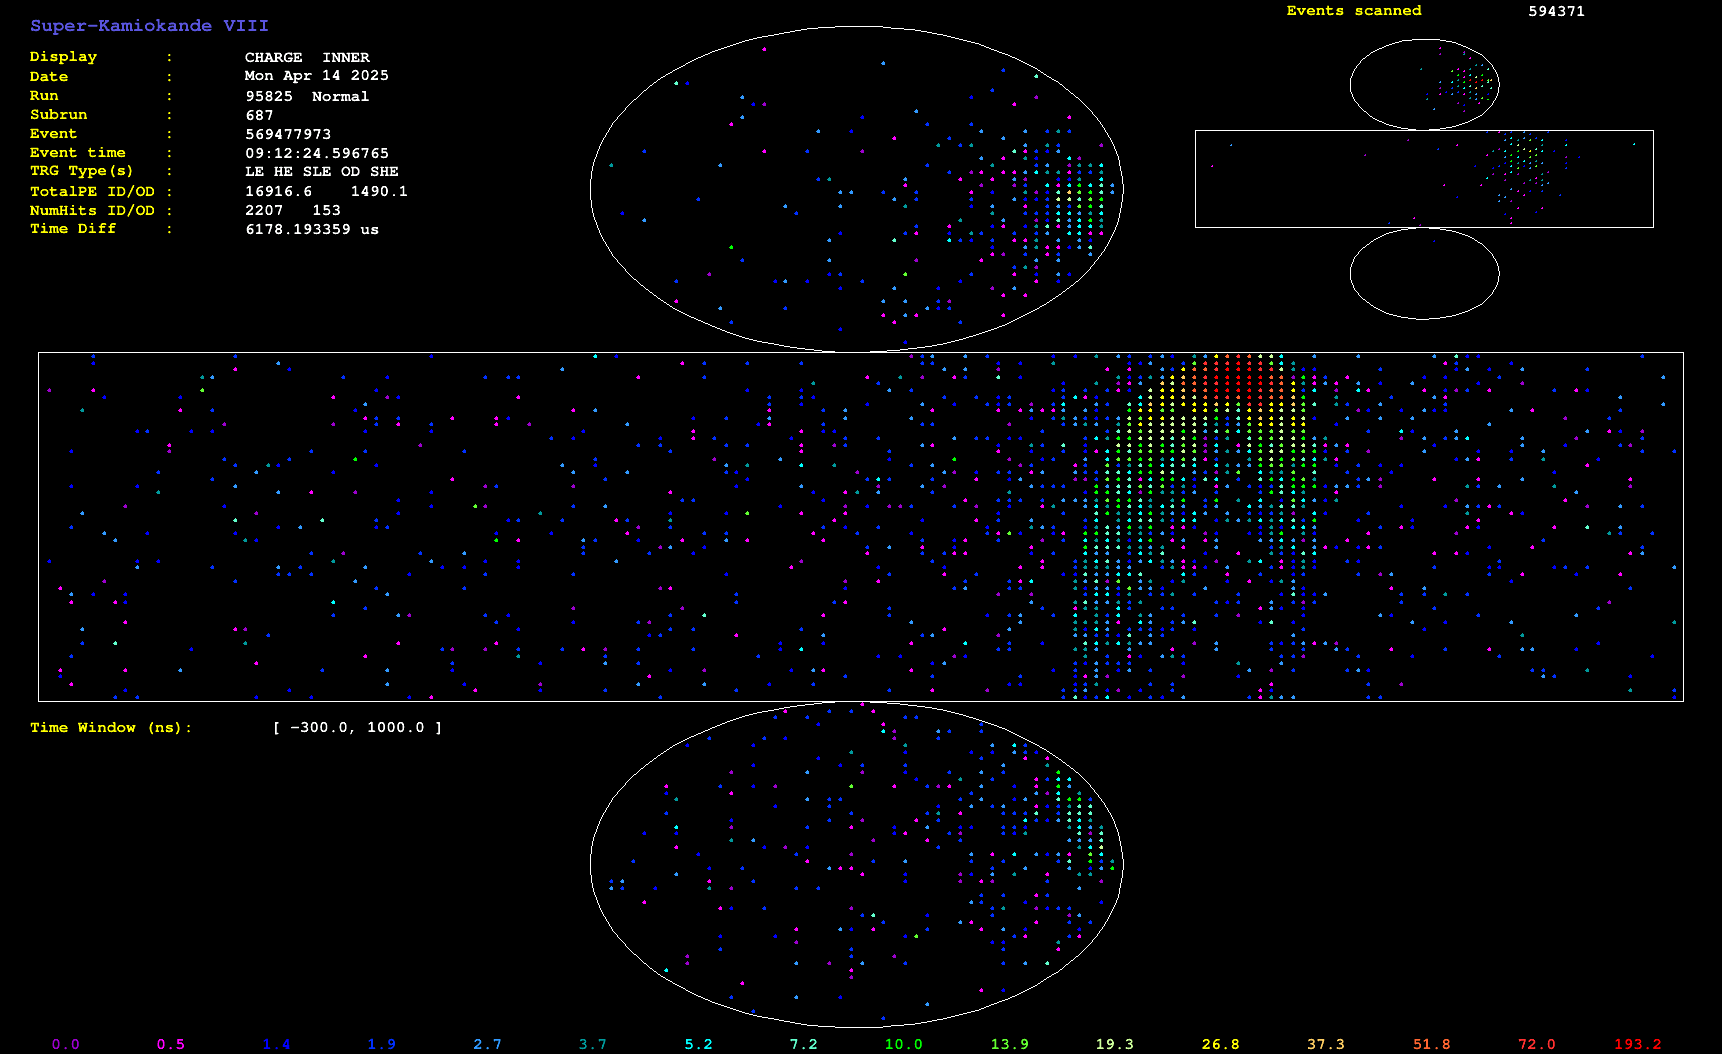 Super-Kamiokande VIII
Events scanned 594371
Display : CHARGE INNER
Date : Mon Apr 14 2025
Run : 95825 Normal
Subrun : 687
Event : 569477973
Event time : 09:12:24.596765
TRG Type(s) : LE HE SLE OD SHE
TotalPE ID/OD : 16916.6 1490.1
NumHits ID/OD : 2207 153
Time Diff : 6178.193359 us
Time Window (ns): [ -300.0, 1000.0 ]
0.0 0.5 1.4 1.9 2.7 3.7 5.2 7.2 10.0 13.9 19.3 26.8 37.3 51.8 72.0 193.2